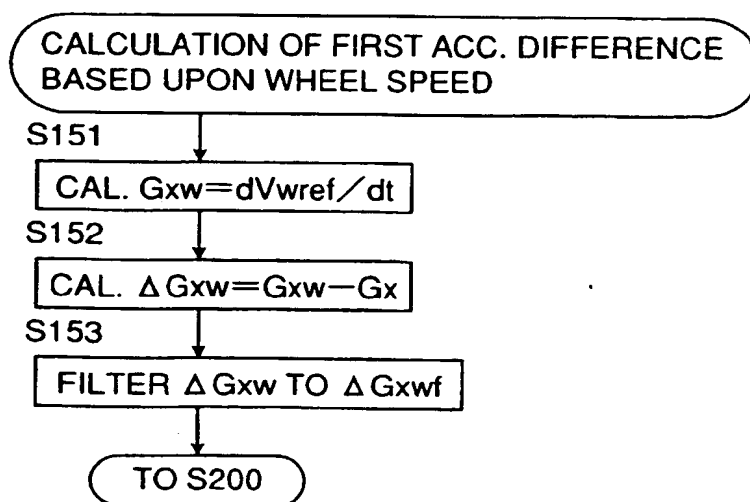 CALCULATION OF FIRST ACC. DIFFERENCE
BASED UPON WHEEL SPEED
S151
CAL. Gxw=dVwref/dt
S152
CAL. ΔGxw=Gxw-Gx
S153
FILTER ΔGxw TO ΔGxwf
TO S200